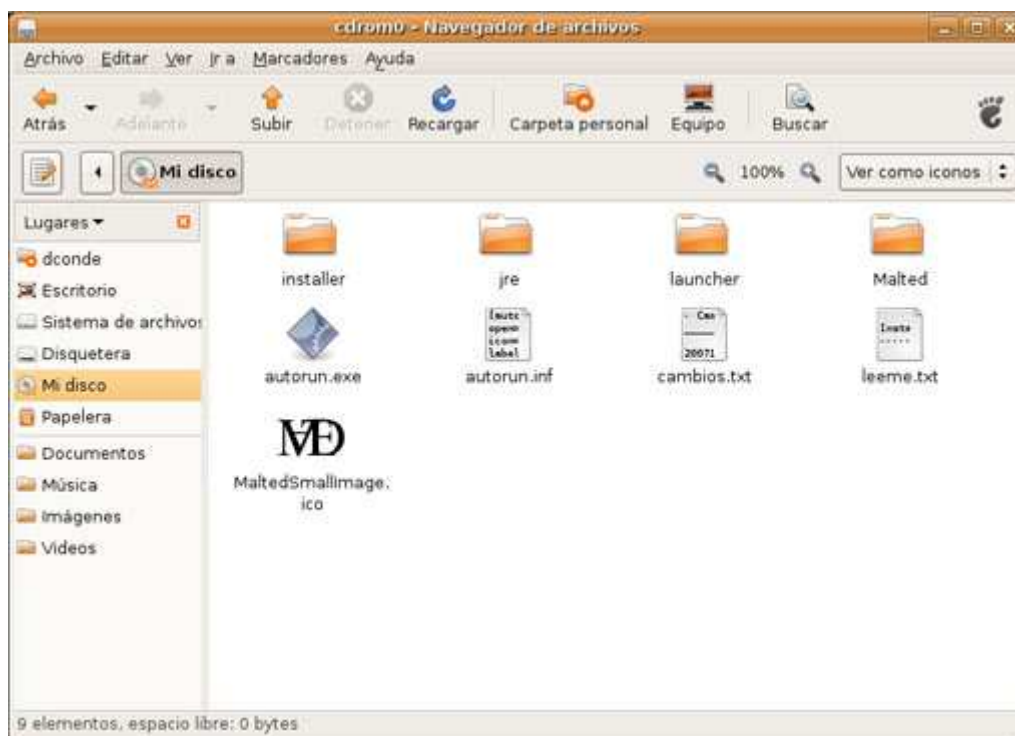 cdrom0 - Navegador de archivos
Archivo Editar Ver Ir a Marcadores Ayuda
Atrás Adelante Subir Detener Recargar Carpeta personal Equipo Buscar
Mi disco 100% Ver como iconos
Lugares
dconde
Escritorio
Sistema de archivos
Disquetera
Mi disco
Papelera
Documentos
Música
Imágenes
Videos
installer jre launcher Malted
autorun.exe autorun.inf cambios.txt leeme.txt
MaltedSmallImage.
ico
9 elementos, espacio libre: 0 bytes